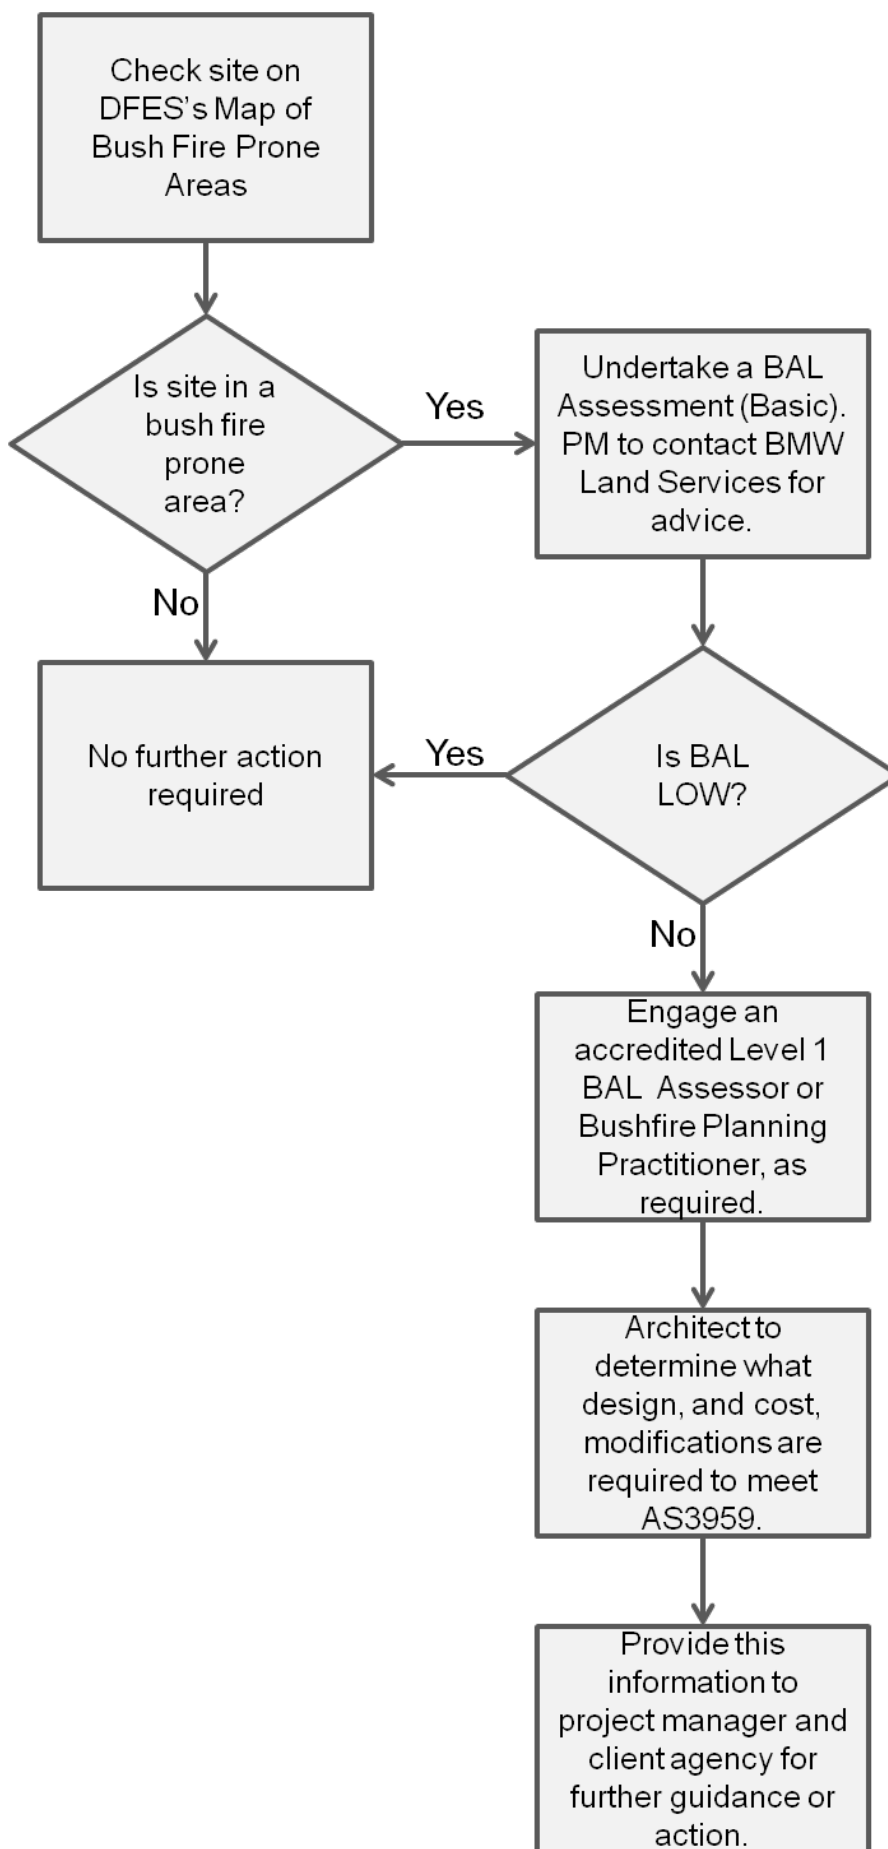 Check site on
DFES’s Map of
Bush Fire Prone
Areas
Is site in a
bush fire
prone
area?
Yes
Undertake a BAL
Assessment (Basic).
PM to contact BMW
Land Services for
advice.
No
No further action
required
Yes
Is BAL
LOW?
No
Engage an
accredited Level 1
BAL Assessor or
Bushfire Planning
Practitioner, as
required.
Architect to
determine what
design, and cost,
modifications are
required to meet
AS3959.
Provide this
information to
project manager and
client agency for
further guidance or
action.